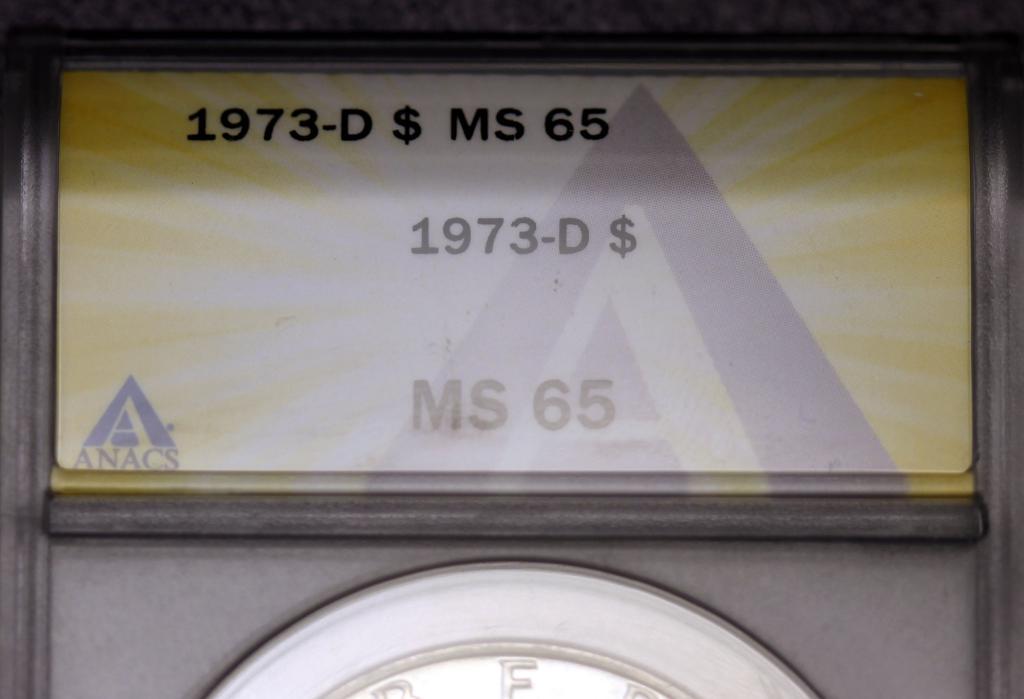 1973-D $ MS 65
1973-D $
MS 65
ANACS